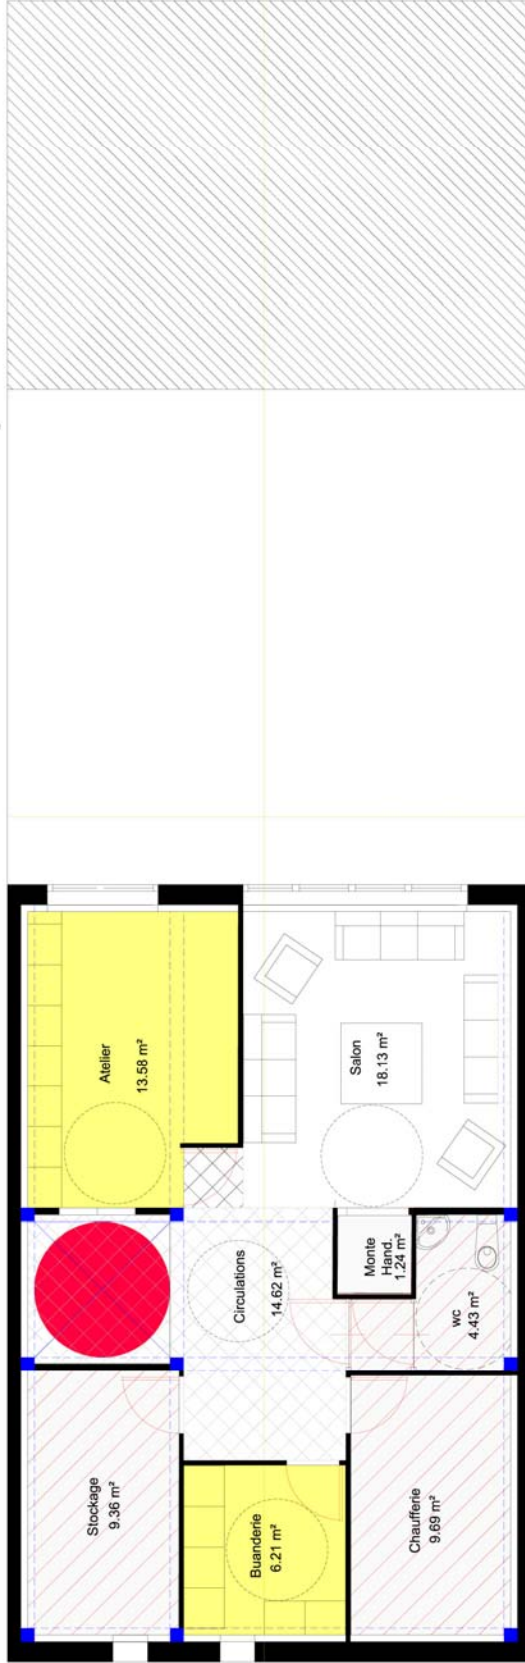 Atelier
13.58 m²
Salon
18.13 m²
Circulations
14.62 m²
Monte
Hand.
1.24 m²
wc
4.43 m²
Stockage
9.36 m²
Buanderie
6.21 m²
Chaufferie
9.69 m²